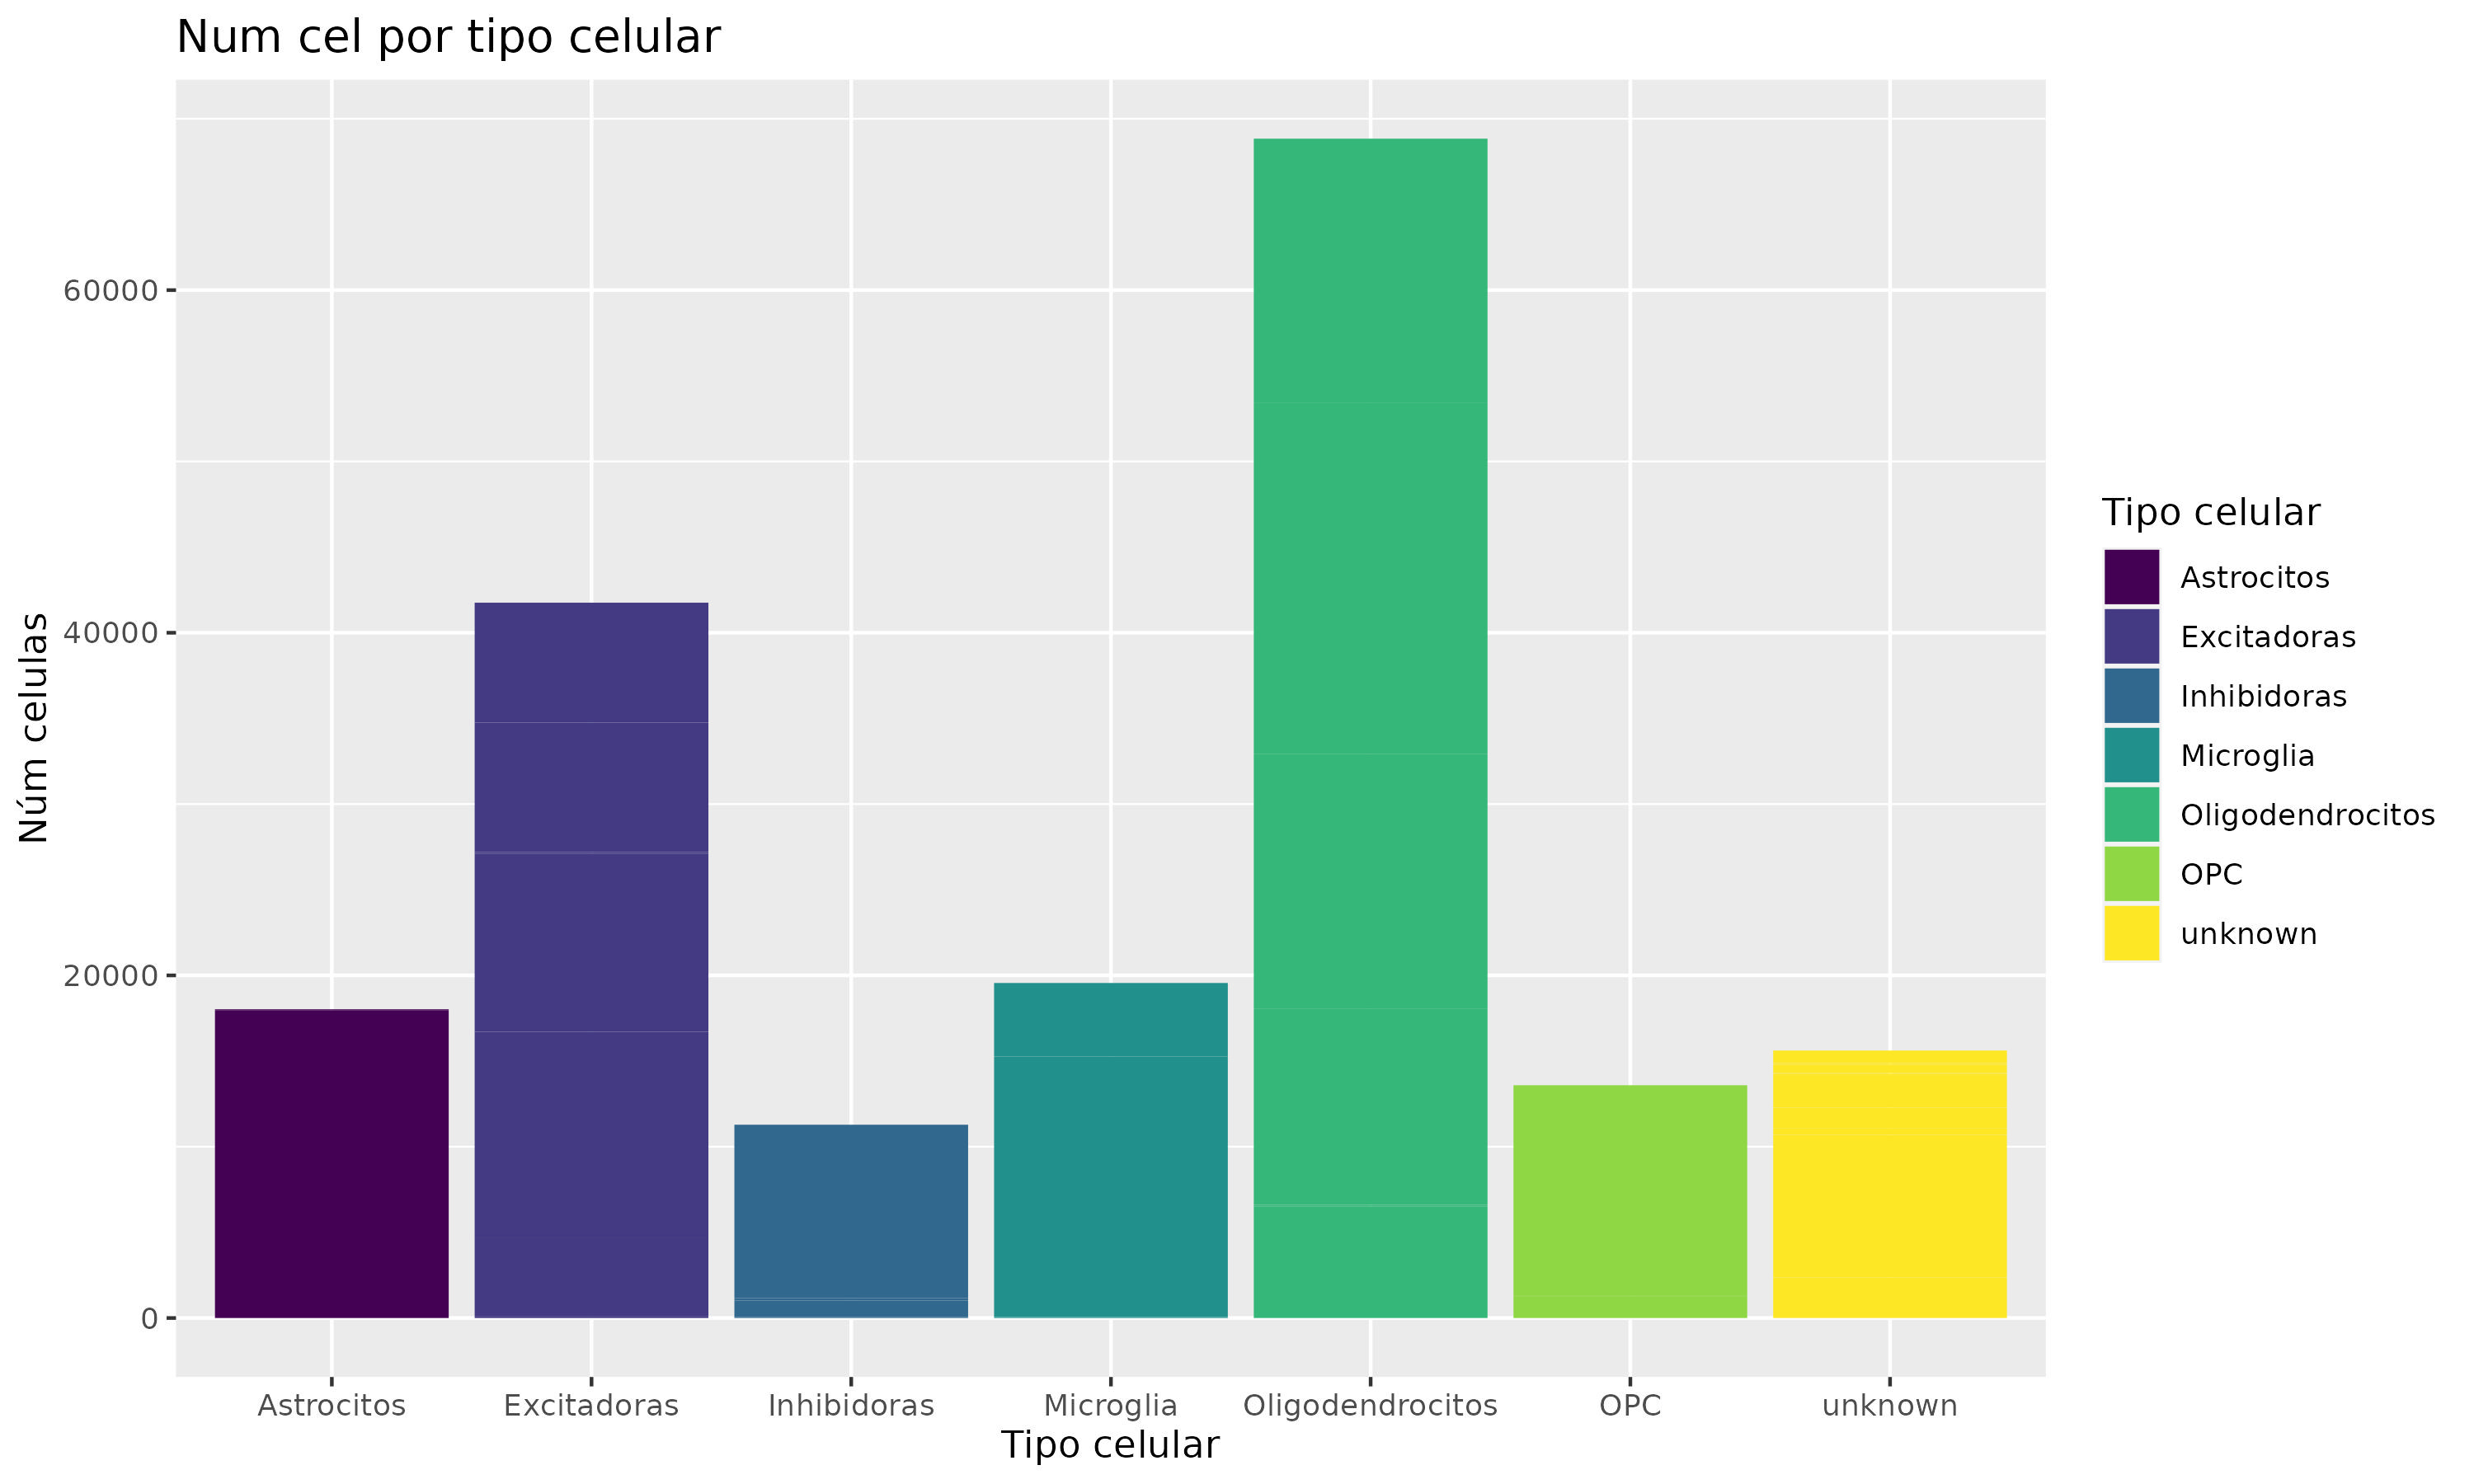 Num cel por tipo celular
Núm celulas
60000
40000
20000
0
Astrocitos
Excitadoras
Inhibidoras
Microglia
Oligodendrocitos
OPC
unknown
Tipo celular
Tipo celular
Astrocitos
Excitadoras
Inhibidoras
Microglia
Oligodendrocitos
OPC
unknown